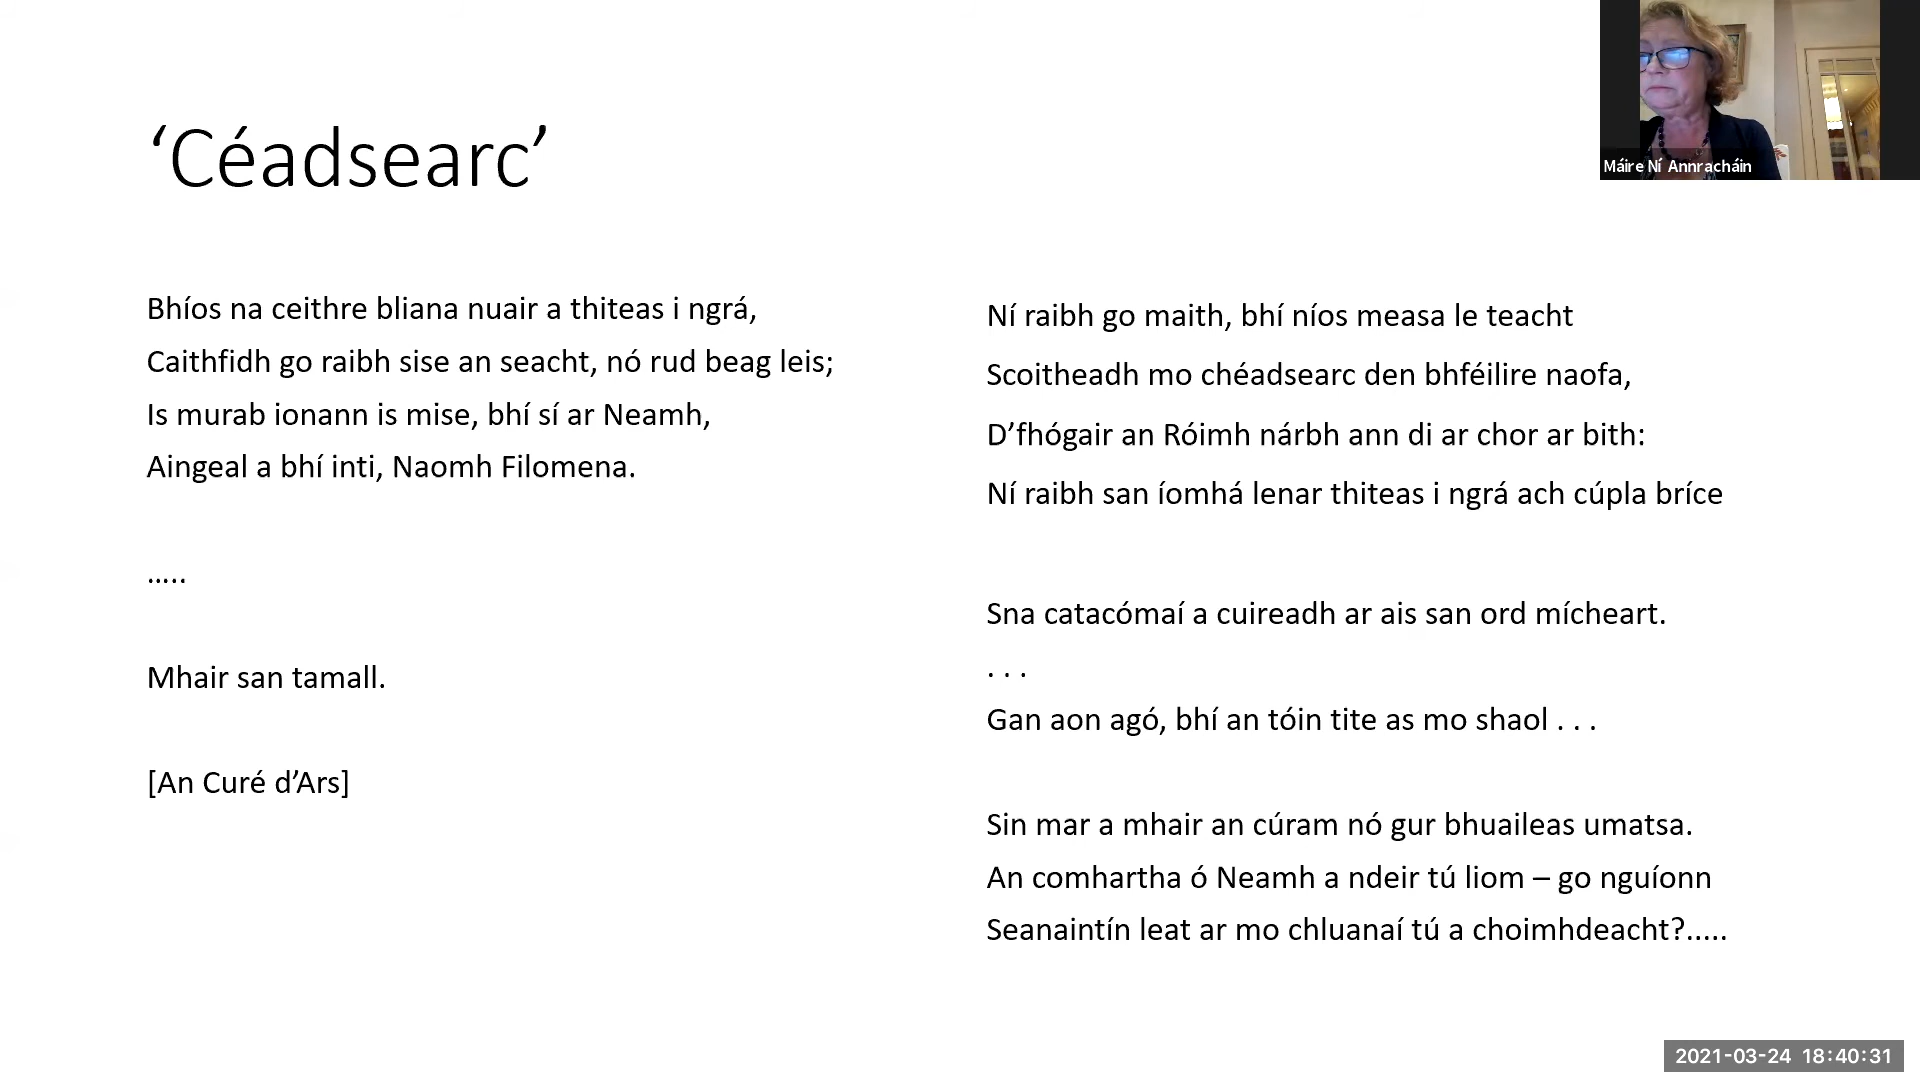 ‘Céadsearc’
Máire Ní Annracháin
Bhíos na ceithre bliana nuair a thiteas i ngrá,
Caithfidh go raibh sise an seacht, nó rud beag leis;
Is murab ionann is mise, bhí sí ar Neamh,
Aingeal a bhí inti, Naomh Filomena.
.....
Mhair san tamall.
[An Curé d’Ars]
Ní raibh go maith, bhí níos measa le teacht
Scoitheadh mo chéadsearc den bhféilire naofa,
D’fhógair an Róimh nárbh ann di ar chor ar bith:
Ní raibh san íomhá lenar thiteas i ngrá ach cúpla bríce
Sna catacómaí a cuireadh ar ais san ord mícheart.
. . .
Gan aon agó, bhí an tóin tite as mo shaol . . .
Sin mar a mhair an cúram nó gur bhuaileas umatsa.
An comhartha ó Neamh a ndeir tú liom – go nguíonn
Seanaintín leat ar mo chluanaí tú a choimhdeacht?.....
2021-03-24 18:40:31